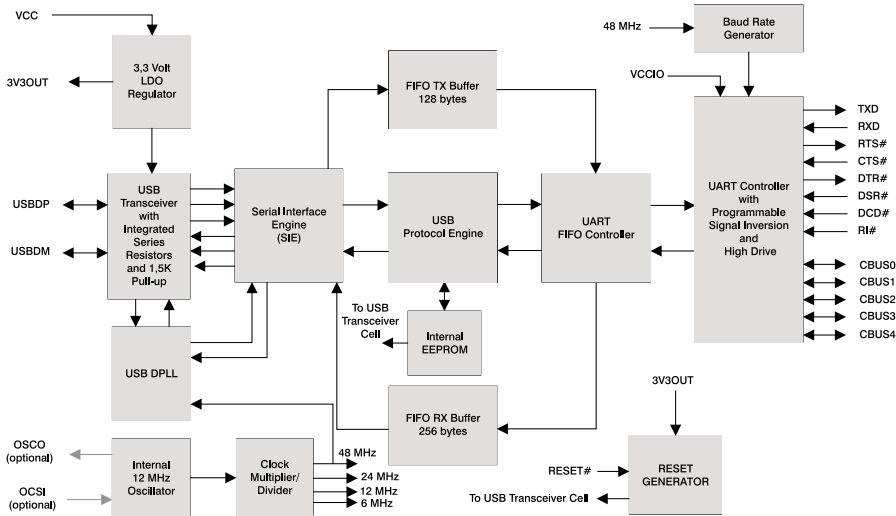 VCC
3V3OUT
3,3 Volt
LDO
Regulator
FIFO TX Buffer
128 bytes
48 MHz
Baud Rate
Generator
VCCIO
USBDP
USBDM
USB
Transceiver
with
Integrated
Series
Resistors
and 1,5K
Pull-up
Serial Interface
Engine
(SIE)
USB
Protocol Engine
UART
FIFO Controller
UART Controller
with
Programmable
Signal Inversion
and
High Drive
TXD
RXD
RTS#
CTS#
DTR#
DSR#
DCD#
RI#
CBUS0
CBUS1
CBUS2
CBUS3
CBUS4
USB DPLL
To USB
Transceiver
Cell
Internal
EEPROM
FIFO RX Buffer
256 bytes
OSCO
(optional)
OCSI
(optional)
Internal
12 MHz
Oscillator
Clock
Multiplier/
Divider
48 MHz
24 MHz
12 MHz
6 MHz
3V3OUT
RESET#
To USB Transceiver Cell
RESET
GENERATOR